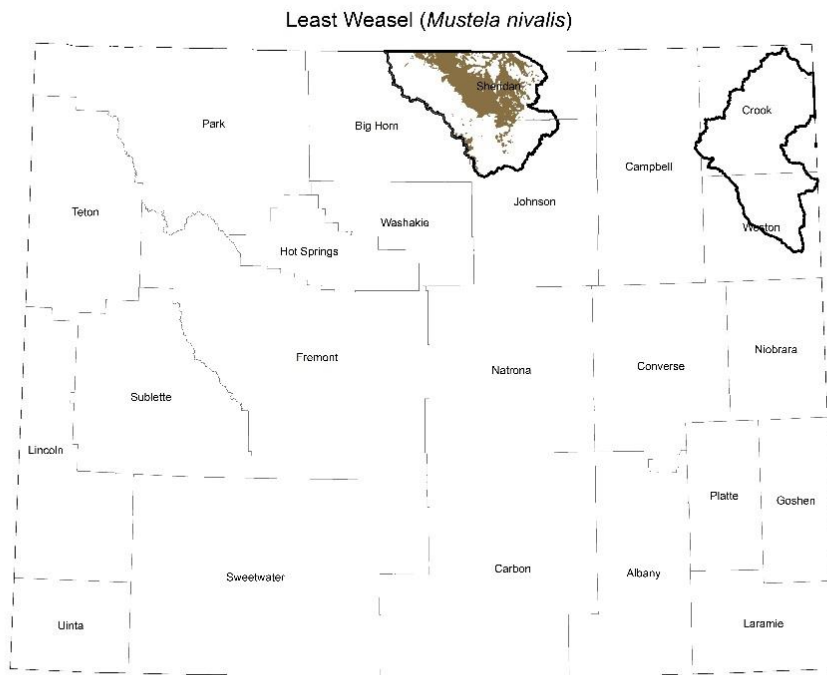 Least Weasel (Mustela nivalis)
Sheridan
Park
Big Horn
Crook
Campbell
Teton
Washakie
Johnson
Weston
Hot Springs
Fremont
Natrona
Converse
Niobrara
Sublette
Lincoln
Platte
Goshen
Sweetwater
Carbon
Albany
Uinta
Laramie